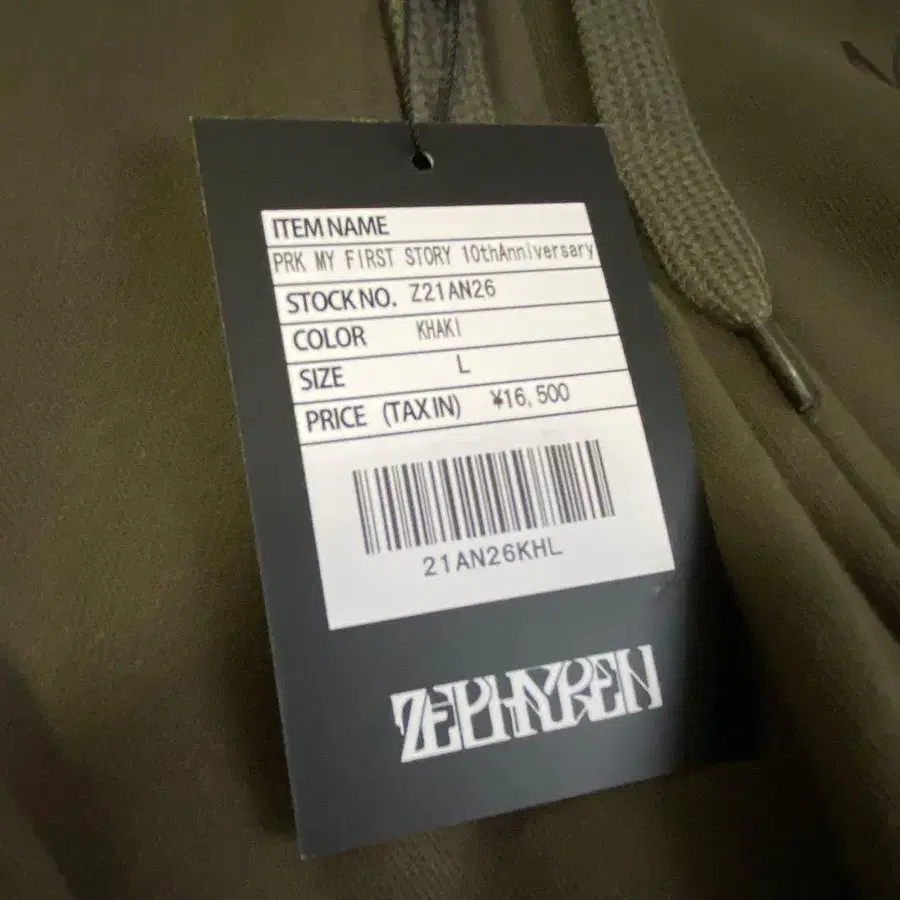 ITEM NAME
PRK MY FIRST STORY 10thAnniversary
STOCK NO. Z21AN26
COLOR KHAKI
SIZE L
PRICE (TAX IN) ¥16,500
21AN26KHL
ZEPHYREN